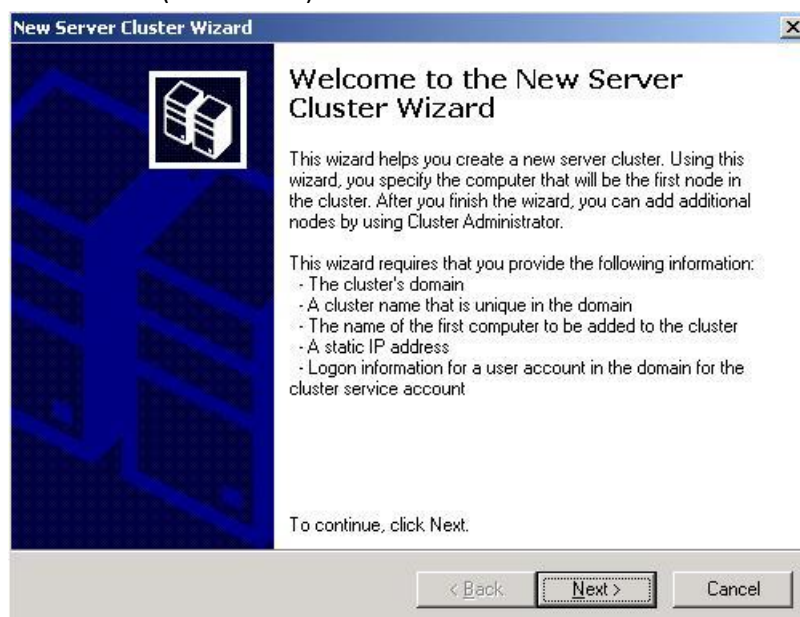 New Server Cluster Wizard
Welcome to the New Server
Cluster Wizard
This wizard helps you create a new server cluster. Using this
wizard, you specify the computer that will be the first node in
the cluster. After you finish the wizard, you can add additional
nodes by using Cluster Administrator.
This wizard requires that you provide the following information:
- The cluster's domain
- A cluster name that is unique in the domain
- The name of the first computer to be added to the cluster
- A static IP address
- Logon information for a user account in the domain for the
cluster service account
To continue, click Next.
< Back
Next >
Cancel